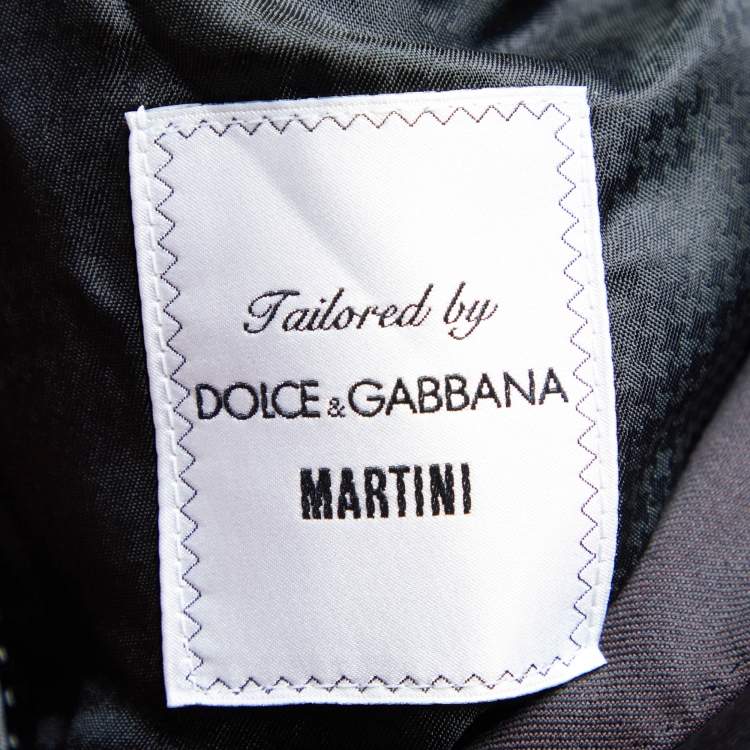 Tailored by
DOLCE & GABBANA
MARTINI